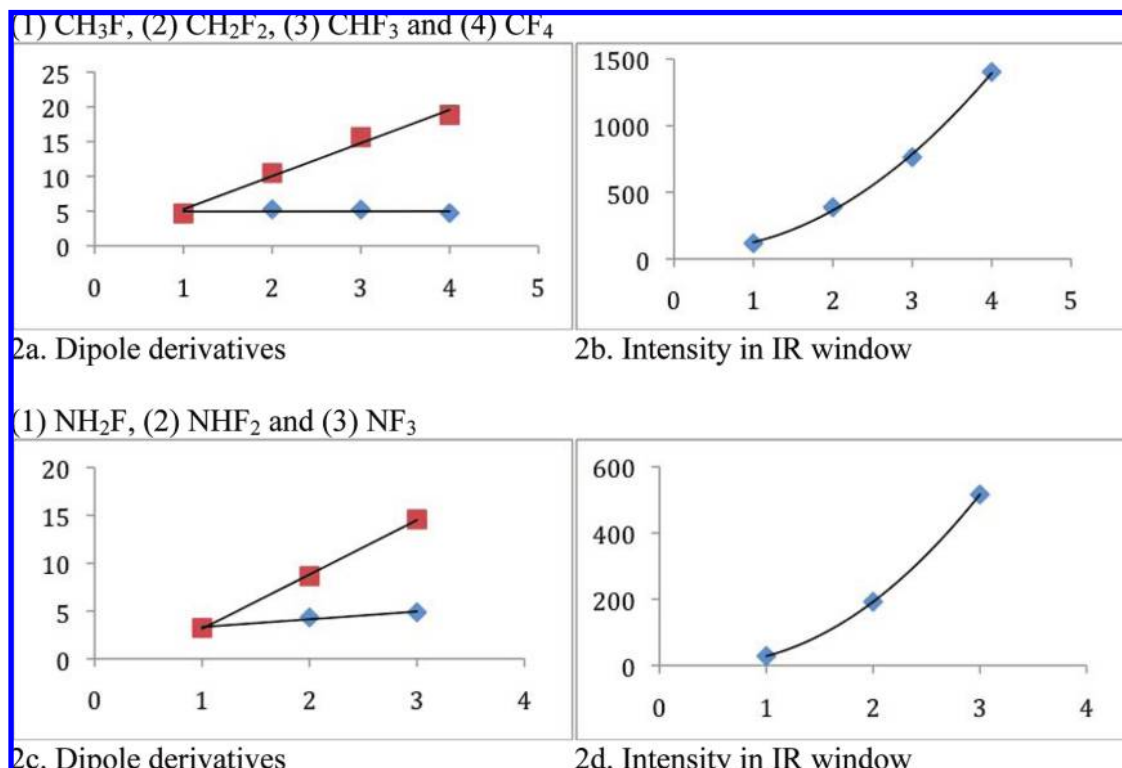 (1) CH₃F, (2) CH₂F₂, (3) CHF₃ and (4) CF₄
25
20
15
10
5
0
0 1 2 3 4 5
1500
1000
500
0
0 1 2 3 4 5
2a. Dipole derivatives
2b. Intensity in IR window
(1) NH₂F, (2) NHF₂ and (3) NF₃
20
15
10
5
0
0 1 2 3 4
600
400
200
0
0 1 2 3 4
2c. Dipole derivatives
2d. Intensity in IR window